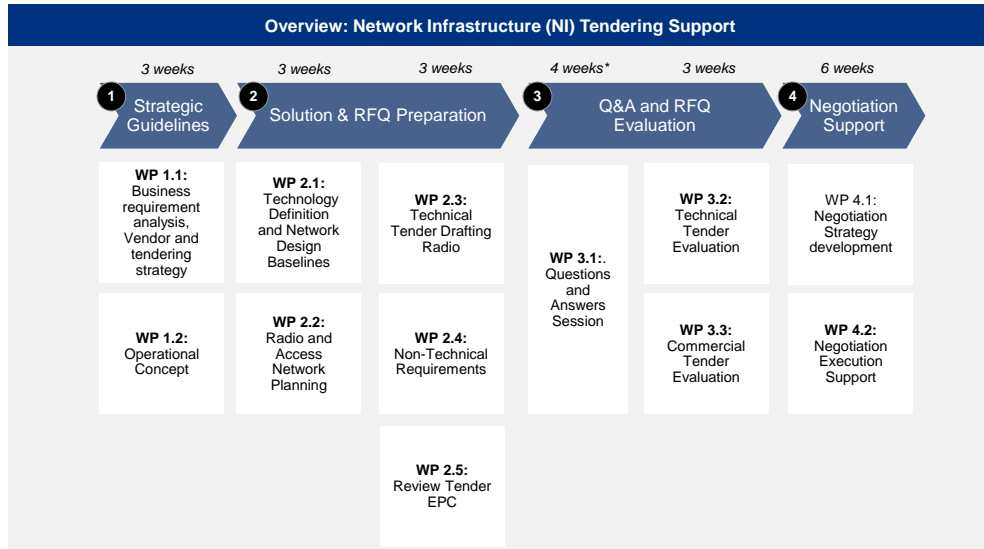 Overview: Network Infrastructure (NI) Tendering Support
3 weeks
3 weeks
3 weeks
4 weeks*
3 weeks
6 weeks
1
Strategic
Guidelines
2
Solution & RFQ Preparation
3
Q&A and RFQ
Evaluation
4
Negotiation
Support
WP 1.1:
Business
requirement
analysis,
Vendor and
tendering
strategy
WP 1.2:
Operational
Concept
WP 2.1:
Technology
Definition
and Network
Design
Baselines
WP 2.2:
Radio and
Access
Network
Planning
WP 2.3:
Technical
Tender Drafting
Radio
WP 2.4:
Non-Technical
Requirements
WP 2.5:
Review Tender
EPC
WP 3.1:.
Questions
and
Answers
Session
WP 3.2:
Technical
Tender
Evaluation
WP 3.3:
Commercial
Tender
Evaluation
WP 4.1:
Negotiation
Strategy
development
WP 4.2:
Negotiation
Execution
Support